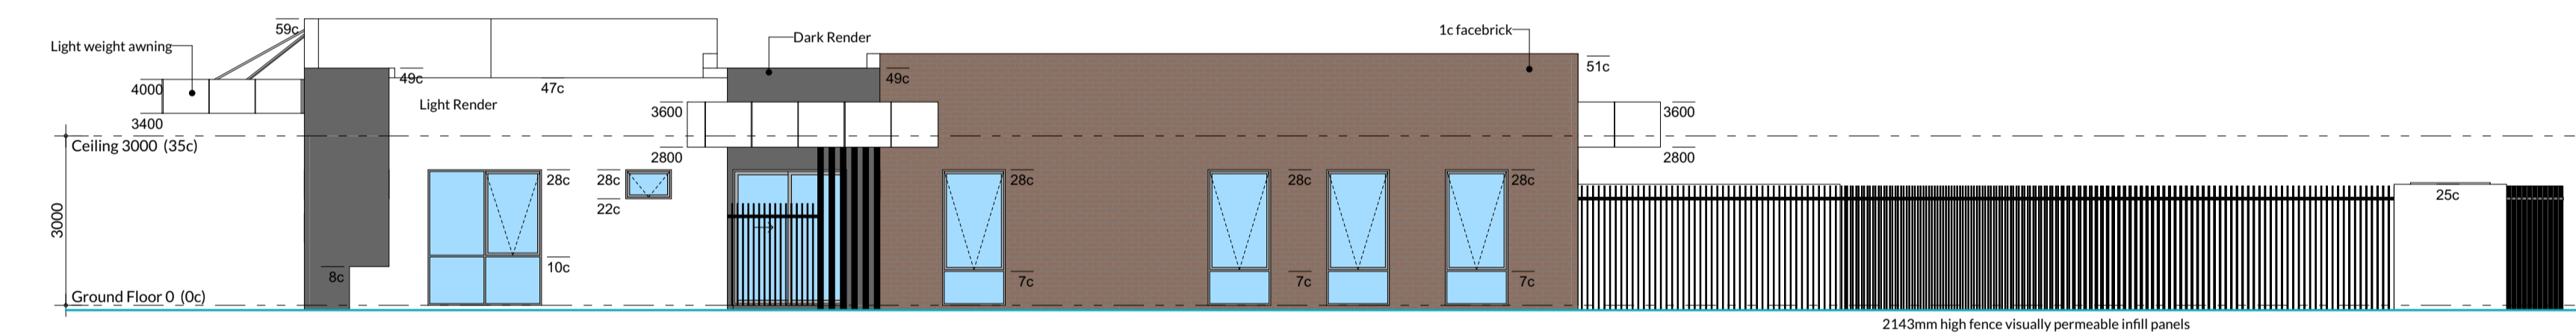 59c
Light weight awning
4000
3400
Ceiling 3000 (35c)
3000
Ground Floor 0 (0c)
8c
49c
47c
Light Render
28c
10c
28c
22c
3600
2800
Dark Render
49c
28c
7c
28c
7c
28c
7c
1c facebrick
51c
3600
2800
25c
2143mm high fence visually permeable infill panels